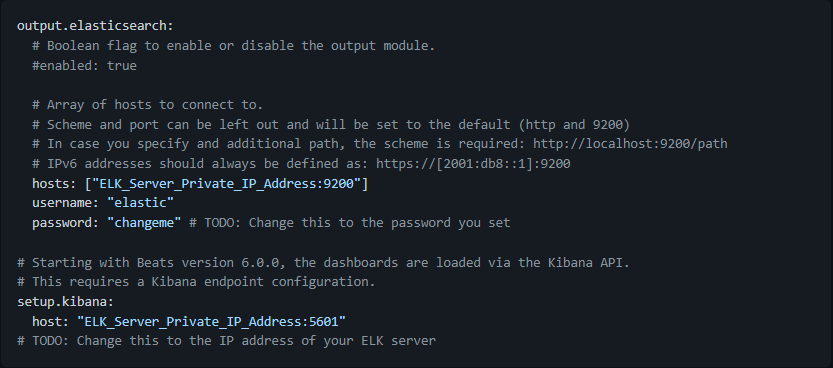 output.elasticsearch:
# Boolean flag to enable or disable the output module.
#enabled: true
# Array of hosts to connect to.
# Scheme and port can be left out and will be set to the default (http and 9200)
# In case you specify and additional path, the scheme is required: http://localhost:9200/path
# IPv6 addresses should always be defined as: https://[2001:db8::1]:9200
hosts: ["ELK_Server_Private_IP_Address:9200"]
username: "elastic"
password: "changeme" # TODO: Change this to the password you set
# Starting with Beats version 6.0.0, the dashboards are loaded via the Kibana API.
# This requires a Kibana endpoint configuration.
setup.kibana:
host: "ELK_Server_Private_IP_Address:5601"
# TODO: Change this to the IP address of your ELK server